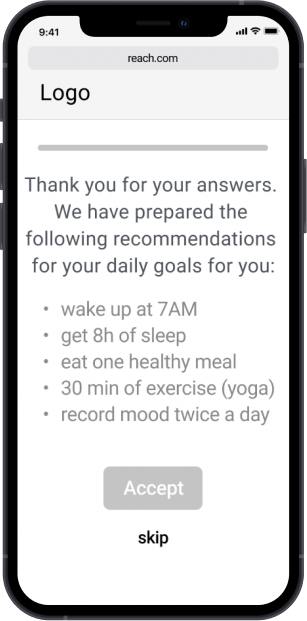 9:41
reach.com
Logo
Thank you for your answers.
We have prepared the
following recommendations
for your daily goals for you:
• wake up at 7AM
• get 8h of sleep
• eat one healthy meal
• 30 min of exercise (yoga)
• record mood twice a day
Accept
skip